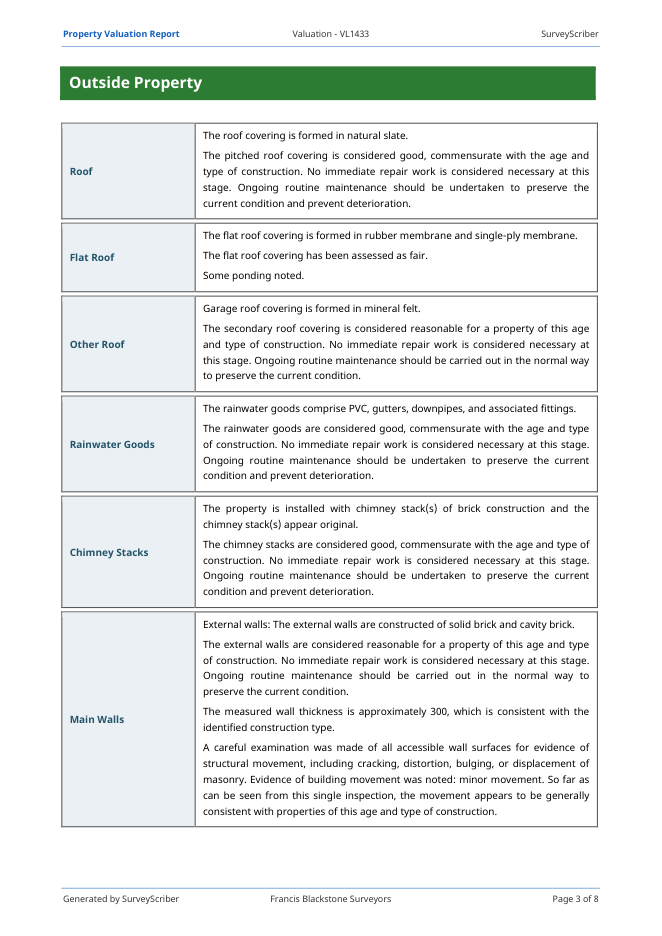 Property Valuation Report
Valuation - VL1433
SurveyScriber
Outside Property
Roof
The roof covering is formed in natural slate.
The pitched roof covering is considered good, commensurate with the age and
type of construction. No immediate repair work is considered necessary at this
stage. Ongoing routine maintenance should be undertaken to preserve the
current condition and prevent deterioration.
Flat Roof
The flat roof covering is formed in rubber membrane and single-ply membrane.
The flat roof covering has been assessed as fair.
Some ponding noted.
Other Roof
Garage roof covering is formed in mineral felt.
The secondary roof covering is considered reasonable for a property of this age
and type of construction. No immediate repair work is considered necessary at
this stage. Ongoing routine maintenance should be carried out in the normal way
to preserve the current condition.
Rainwater Goods
The rainwater goods comprise PVC, gutters, downpipes, and associated fittings.
The rainwater goods are considered good, commensurate with the age and type
of construction. No immediate repair work is considered necessary at this stage.
Ongoing routine maintenance should be undertaken to preserve the current
condition and prevent deterioration.
Chimney Stacks
The property is installed with chimney stack(s) of brick construction and the
chimney stack(s) appear original.
The chimney stacks are considered good, commensurate with the age and type of
construction. No immediate repair work is considered necessary at this stage.
Ongoing routine maintenance should be undertaken to preserve the current
condition and prevent deterioration.
Main Walls
External walls: The external walls are constructed of solid brick and cavity brick.
The external walls are considered reasonable for a property of this age and type
of construction. No immediate repair work is considered necessary at this stage.
Ongoing routine maintenance should be carried out in the normal way to
preserve the current condition.
The measured wall thickness is approximately 300, which is consistent with the
identified construction type.
A careful examination was made of all accessible wall surfaces for evidence of
structural movement, including cracking, distortion, bulging, or displacement of
masonry. Evidence of building movement was noted: minor movement. So far as
can be seen from this single inspection, the movement appears to be generally
consistent with properties of this age and type of construction.
Generated by SurveyScriber
Francis Blackstone Surveyors
Page 3 of 8